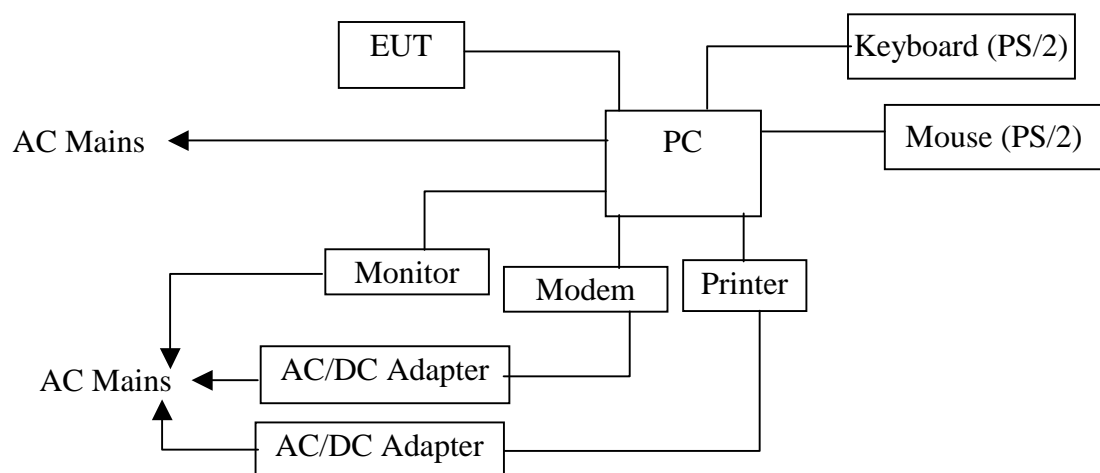 EUT
Keyboard (PS/2)
AC Mains
PC
Mouse (PS/2)
Monitor
Modem
Printer
AC Mains
AC/DC Adapter
AC/DC Adapter